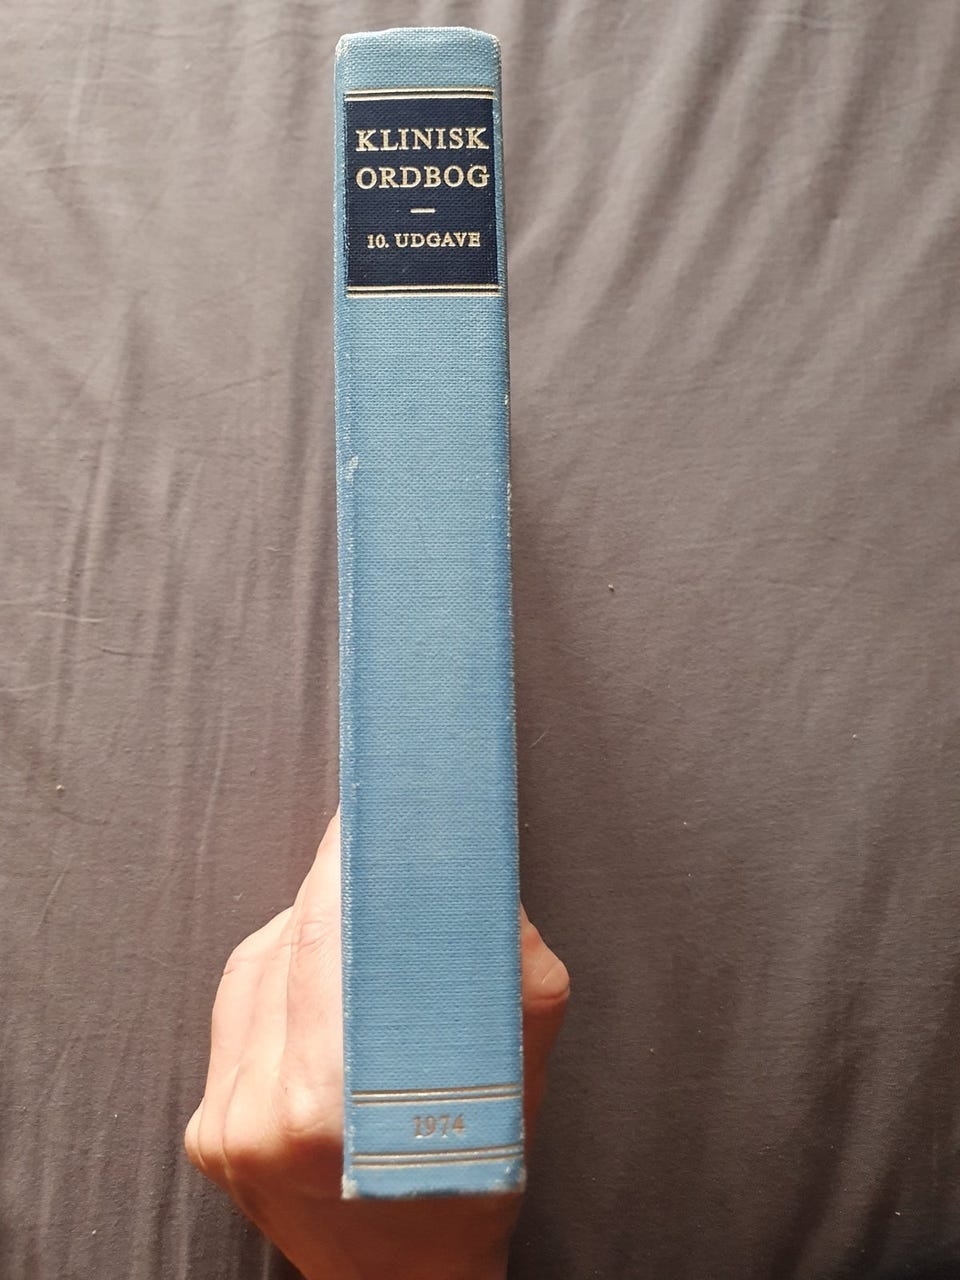 KLINISK
ORDBOG
—
10. UDGAVE
1974